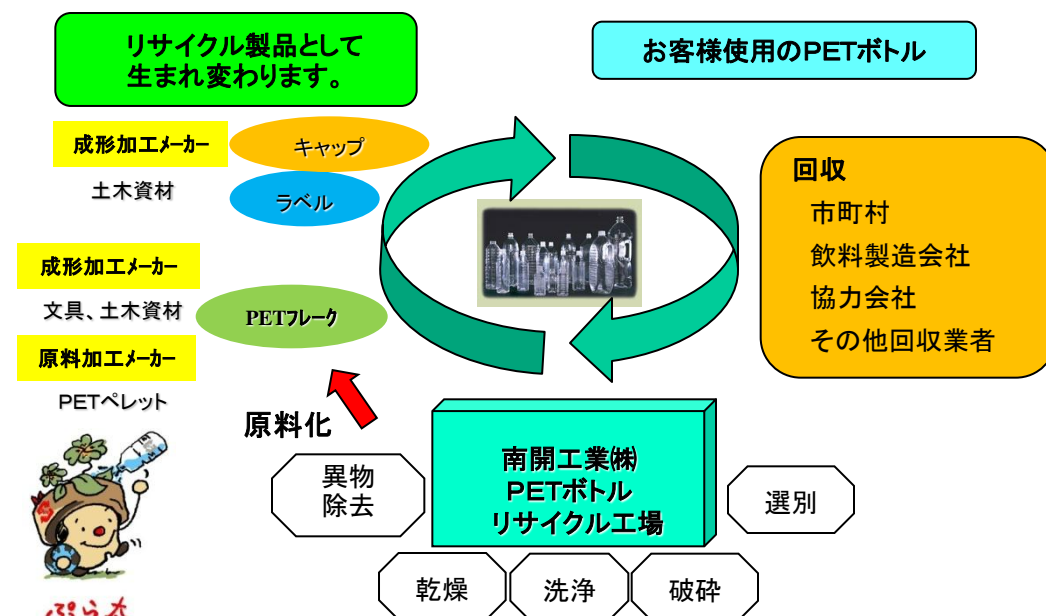 リサイクル製品として
生まれ変わります。
お客様使用のPETボトル
成形加工ﾒｰｶｰ
キャップ
土木資材
ラベル
回収
市町村
飲料製造会社
協力会社
その他回収業者
成形加工ﾒｰｶｰ
文具、土木資材
PETﾌﾚｰｸ
原料加工ﾒｰｶｰ
PETペレット
原料化
南開工業㈱
PETボトル
リサイクル工場
異物
除去
選別
乾燥
洗浄
破砕